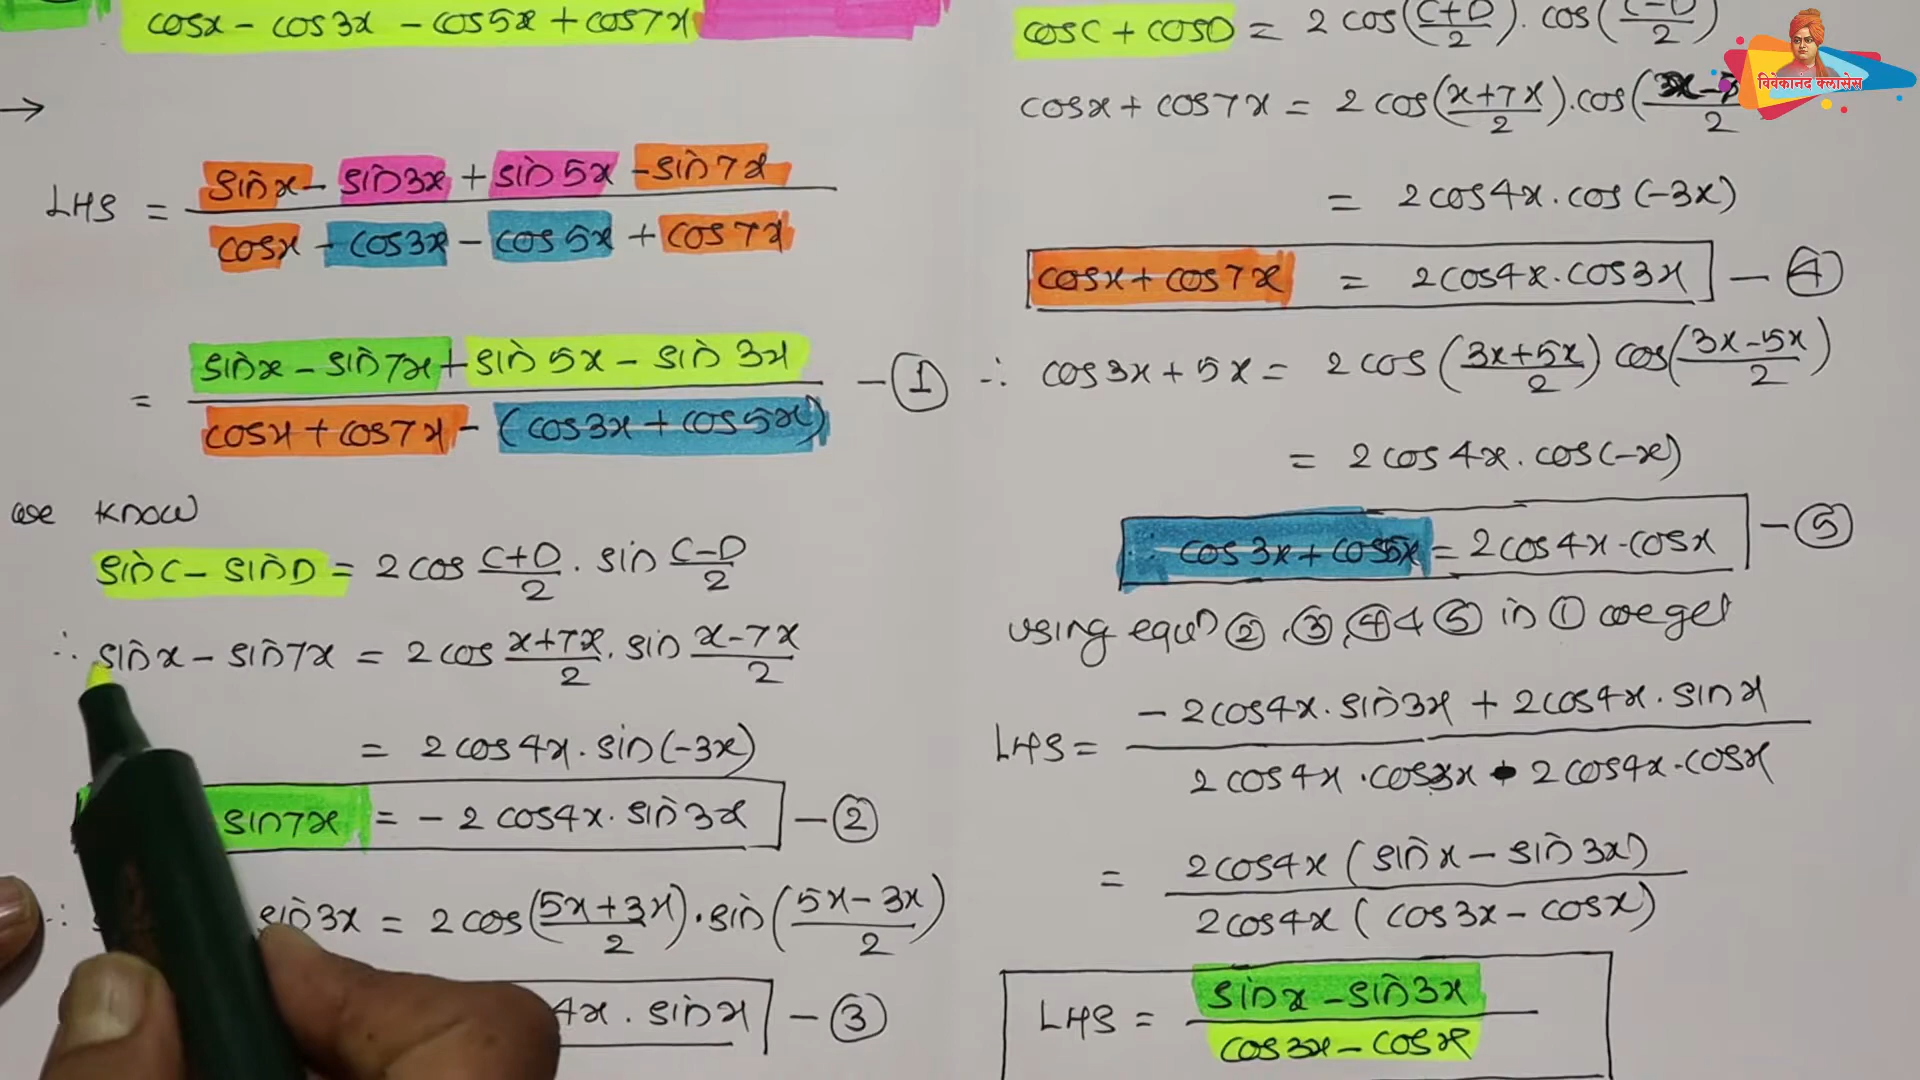 cosx - cos3x - cos5x + cos7x
→
LHS = (sinx - sin3x + sin5x - sin7x) / (cosx - cos3x - cos5x + cos7x)
= (sinx - sin7x + sin5x - sin3x) / (cosx + cos7x - (cos3x + cos5x)) — ①
we know
sinC - sinD = 2cos (C+D)/2 . sin (C-D)/2
∴ sinx - sin7x = 2cos (x+7x)/2 . sin (x-7x)/2
= 2cos4x . sin(-3x)
sin7x = -2cos4x . sin3x — ②
∴ sin3x = 2cos((5x+3x)/2) . sin((5x-3x)/2)
4x . sinx — ③
cosC + cosD = 2cos((C+D)/2) . cos((C-D)/2)
cosx + cos7x = 2cos((x+7x)/2) . cos(
= 2cos4x . cos(-3x)
cosx + cos7x = 2cos4x . cos3x — ④
∴ cos3x + 5x = 2cos((3x+5x)/2) cos((3x-5x)/2)
= 2cos4x . cos(-x)
∴ cos3x + cos5x = 2cos4x . cosx — ⑤
using equn ②, ③, ④ & ⑤ in ① we get
LHS = (-2cos4x . sin3x + 2cos4x . sinx) / (2cos4x . cos3x - 2cos4x . cosx)
= 2cos4x (sinx - sin3x) / 2cos4x (cos3x - cosx)
LHS = (sinx - sin3x) / (cos3x - cosx)
विवेकानंद क्लासेस